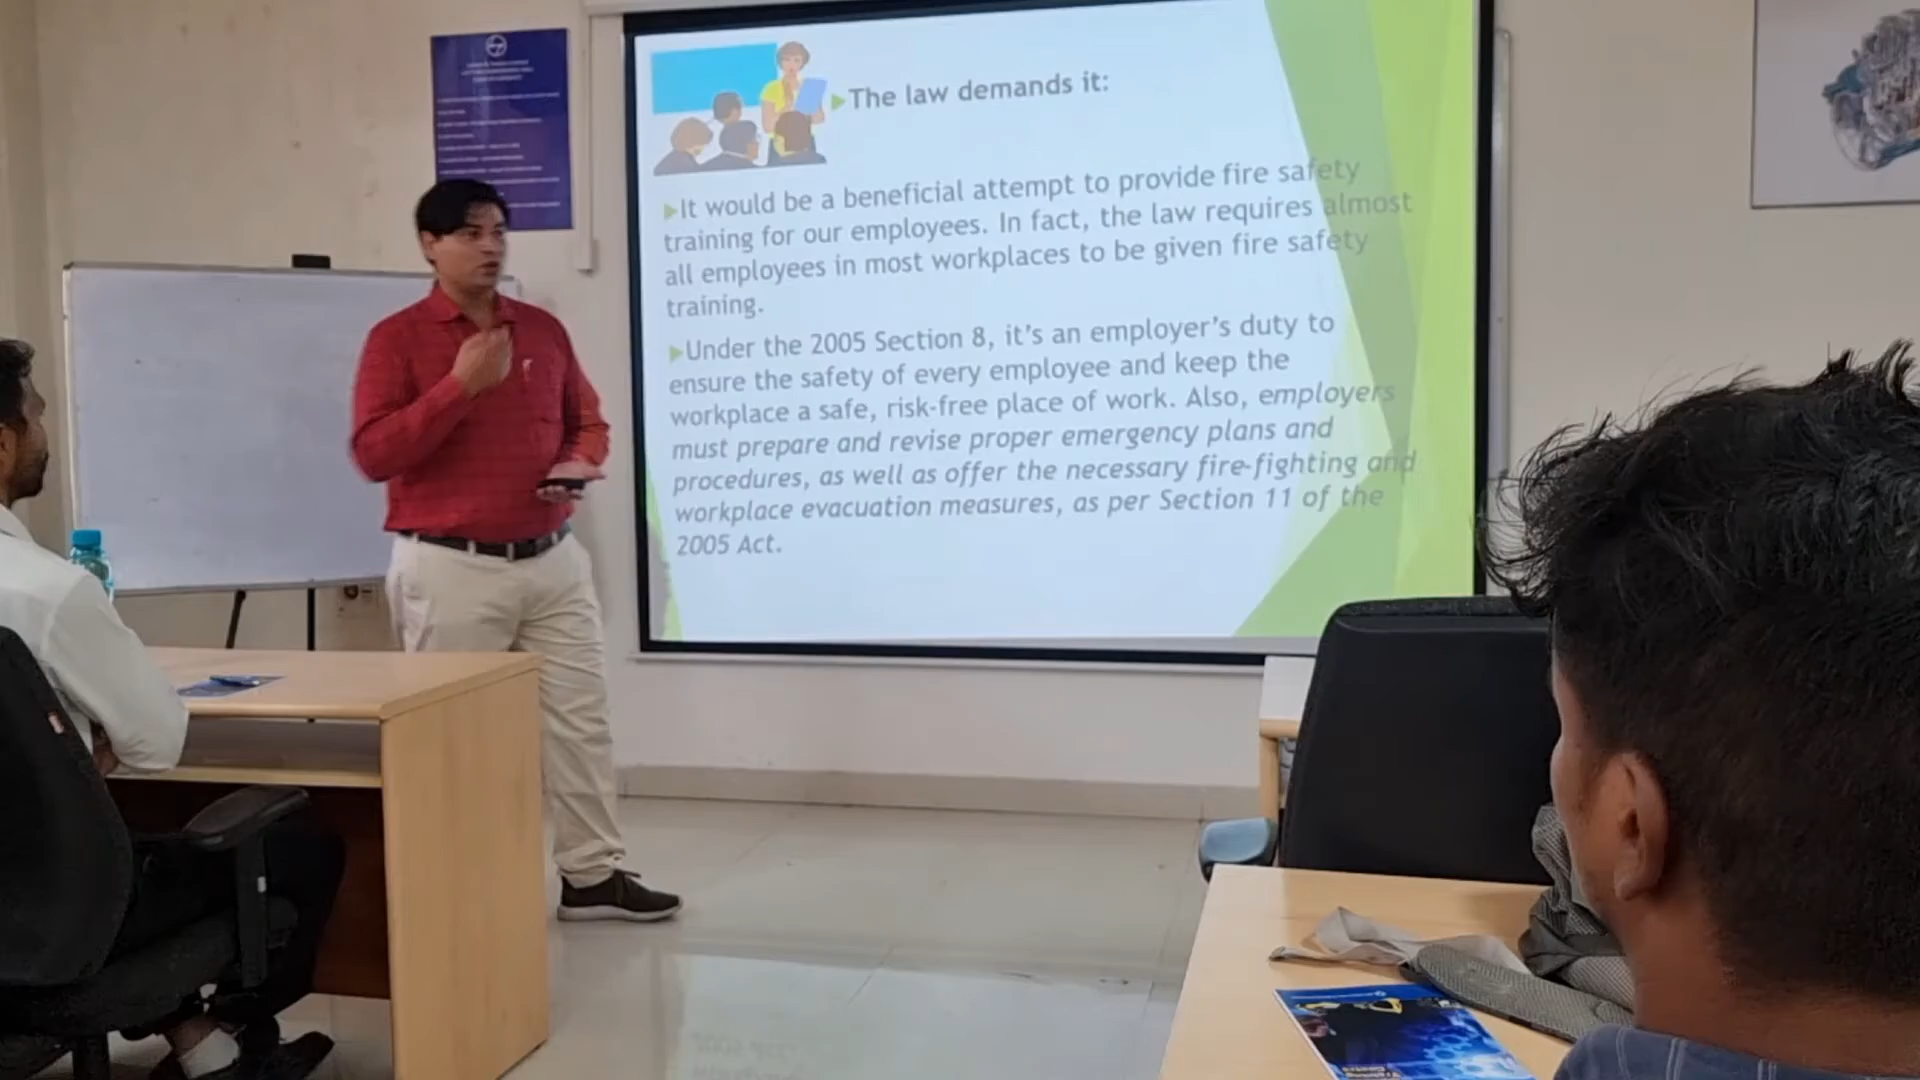 The law demands it:
It would be a beneficial attempt to provide fire safety
training for our employees. In fact, the law requires almost
all employees in most workplaces to be given fire safety
training.
Under the 2005 Section 8, it's an employer's duty to
ensure the safety of every employee and keep the
workplace a safe, risk-free place of work. Also, employers
must prepare and revise proper emergency plans and
procedures, as well as offer the necessary fire-fighting and
workplace evacuation measures, as per Section 11 of the
2005 Act.